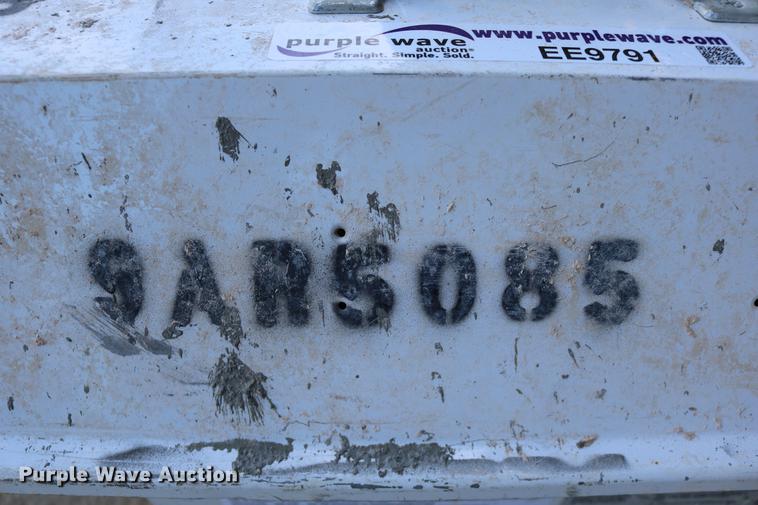 purple wave
auction®
Straight. Simple. Sold.
www.purplewave.com
EE9791
9AR5085
Purple Wave Auction